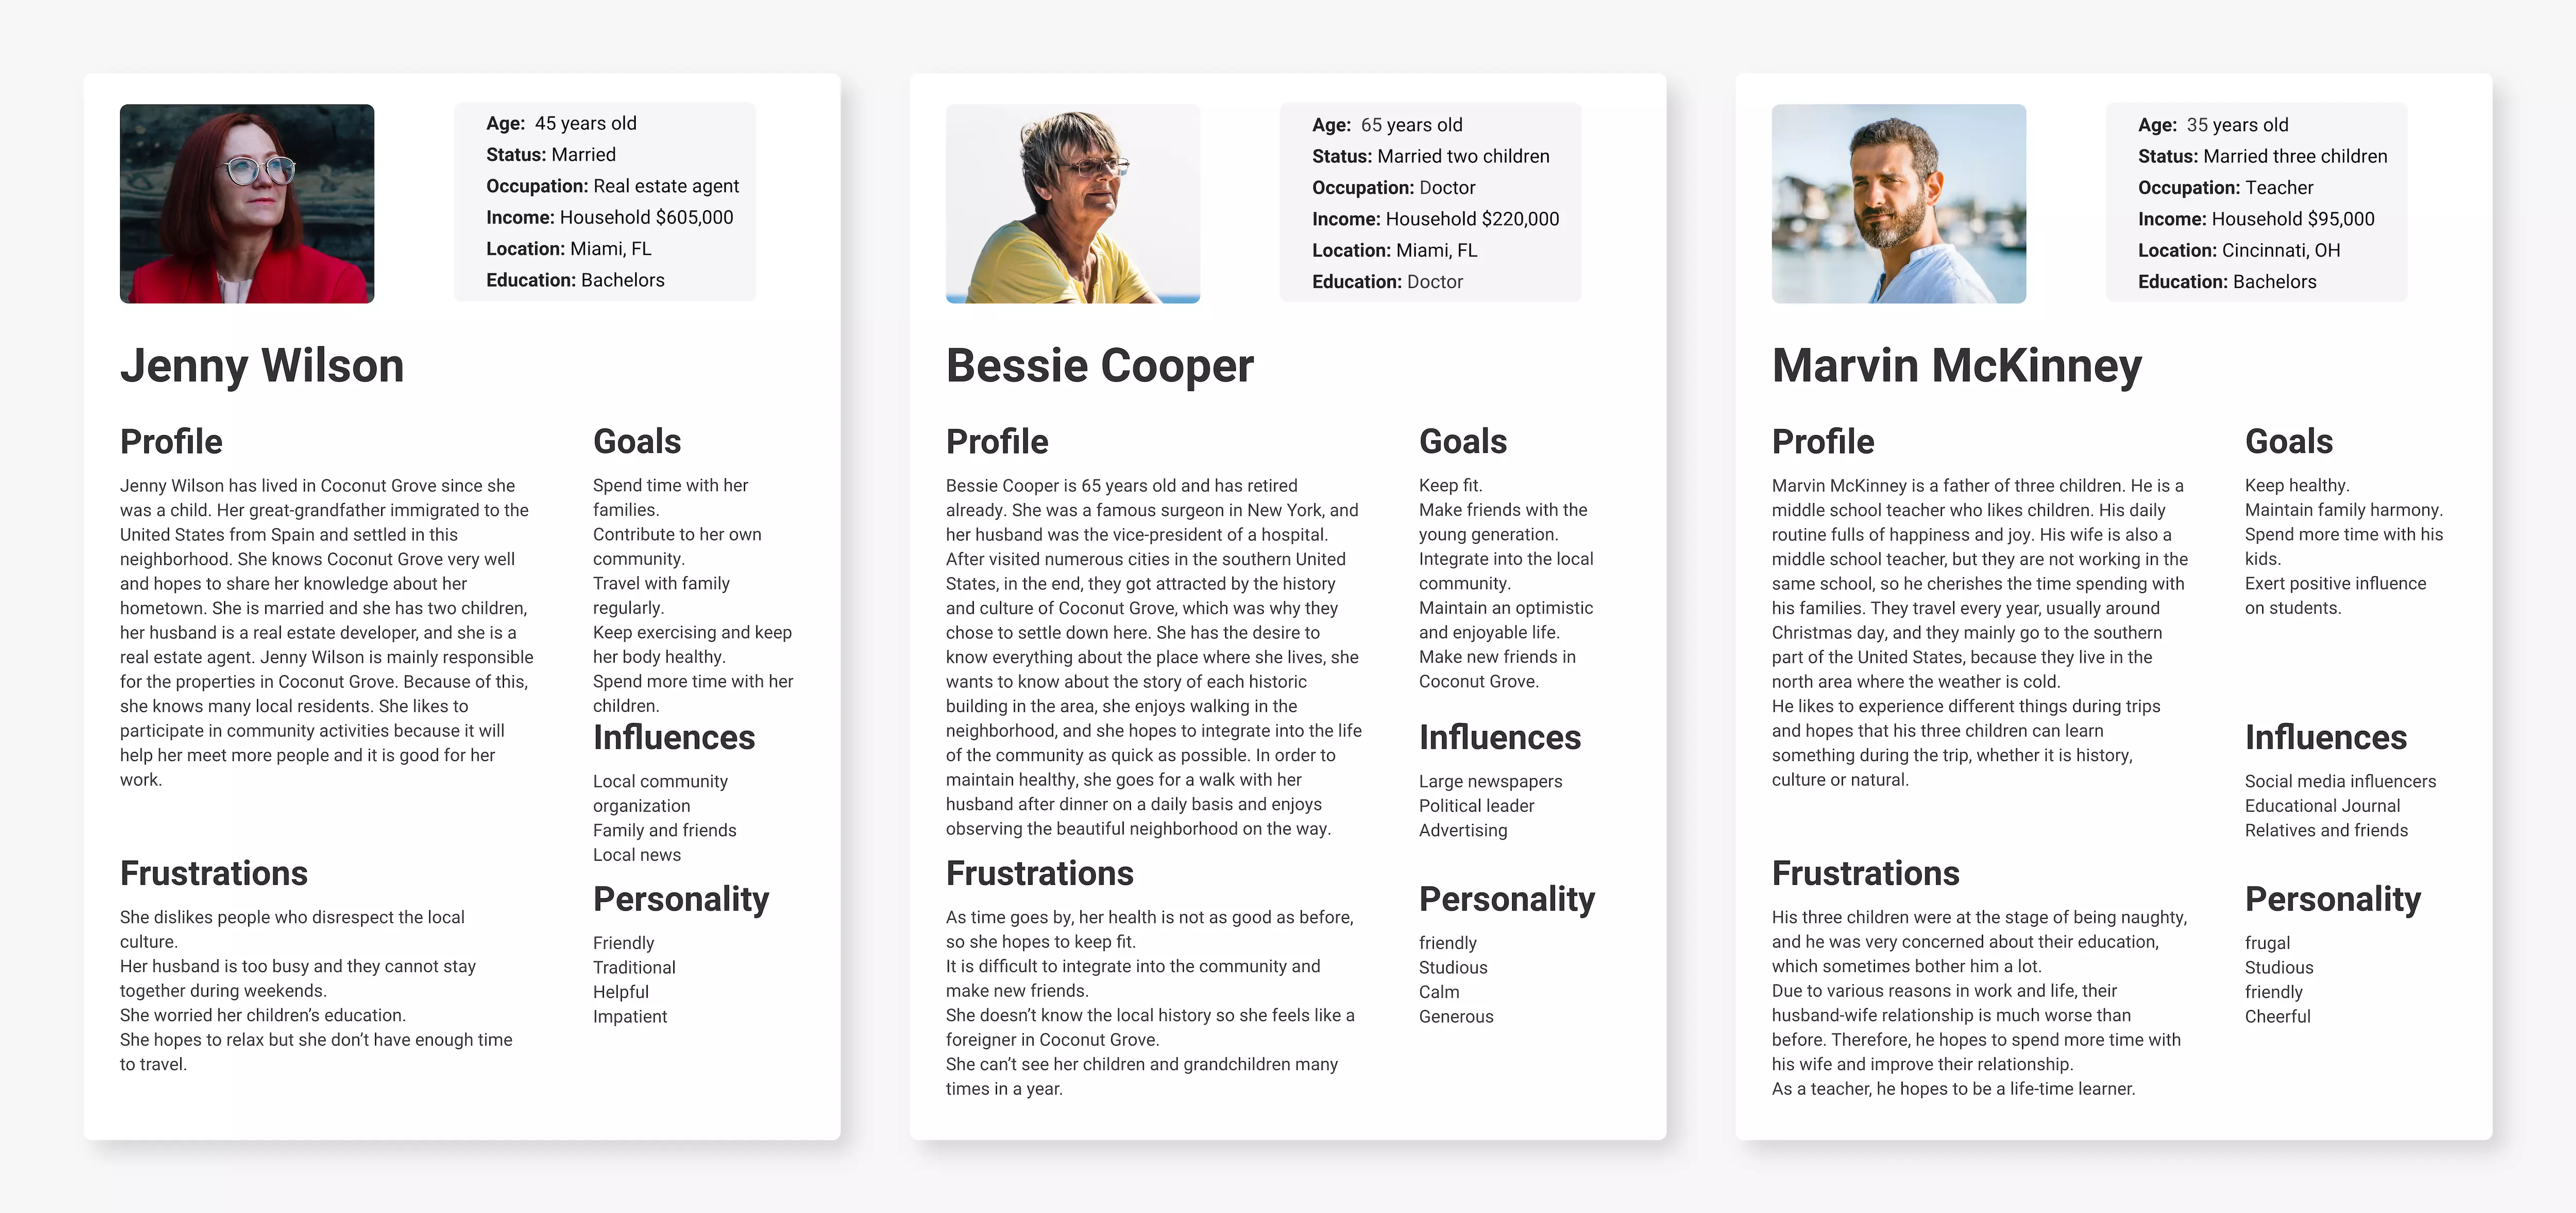 Age: 45 years old
Status: Married
Occupation: Real estate agent
Income: Household $605,000
Location: Miami, FL
Education: Bachelors
Jenny Wilson
Profile
Jenny Wilson has lived in Coconut Grove since she
was a child. Her great-grandfather immigrated to the
United States from Spain and settled in this
neighborhood. She knows Coconut Grove very well
and hopes to share her knowledge about her
hometown. She is married and she has two children,
her husband is a real estate developer, and she is a
real estate agent. Jenny Wilson is mainly responsible
for the properties in Coconut Grove. Because of this,
she knows many local residents. She likes to
participate in community activities because it will
help her meet more people and it is good for her
work.
Frustrations
She dislikes people who disrespect the local
culture.
Her husband is too busy and they cannot stay
together during weekends.
She worried her children’s education.
She hopes to relax but she don’t have enough time
to travel.
Goals
Spend time with her
families.
Contribute to her own
community.
Travel with family
regularly.
Keep exercising and keep
her body healthy.
Spend more time with her
children.
Influences
Local community
organization
Family and friends
Local news
Personality
Friendly
Traditional
Helpful
Impatient
Age: 65 years old
Status: Married two children
Occupation: Doctor
Income: Household $220,000
Location: Miami, FL
Education: Doctor
Bessie Cooper
Profile
Bessie Cooper is 65 years old and has retired
already. She was a famous surgeon in New York, and
her husband was the vice-president of a hospital.
After visited numerous cities in the southern United
States, in the end, they got attracted by the history
and culture of Coconut Grove, which was why they
chose to settle down here. She has the desire to
know everything about the place where she lives, she
wants to know about the story of each historic
building in the area, she enjoys walking in the
neighborhood, and she hopes to integrate into the life
of the community as quick as possible. In order to
maintain healthy, she goes for a walk with her
husband after dinner on a daily basis and enjoys
observing the beautiful neighborhood on the way.
Frustrations
As time goes by, her health is not as good as before,
so she hopes to keep fit.
It is difficult to integrate into the community and
make new friends.
She doesn’t know the local history so she feels like a
foreigner in Coconut Grove.
She can’t see her children and grandchildren many
times in a year.
Goals
Keep fit.
Make friends with the
young generation.
Integrate into the local
community.
Maintain an optimistic
and enjoyable life.
Make new friends in
Coconut Grove.
Influences
Large newspapers
Political leader
Advertising
Personality
friendly
Studious
Calm
Generous
Age: 35 years old
Status: Married three children
Occupation: Teacher
Income: Household $95,000
Location: Cincinnati, OH
Education: Bachelors
Marvin McKinney
Profile
Marvin McKinney is a father of three children. He is a
middle school teacher who likes children. His daily
routine fulls of happiness and joy. His wife is also a
middle school teacher, but they are not working in the
same school, so he cherishes the time spending with
his families. They travel every year, usually around
Christmas day, and they mainly go to the southern
part of the United States, because they live in the
north area where the weather is cold.
He likes to experience different things during trips
and hopes that his three children can learn
something during the trip, whether it is history,
culture or natural.
Frustrations
His three children were at the stage of being naughty,
and he was very concerned about their education,
which sometimes bother him a lot.
Due to various reasons in work and life, their
husband-wife relationship is much worse than
before. Therefore, he hopes to spend more time with
his wife and improve their relationship.
As a teacher, he hopes to be a life-time learner.
Goals
Keep healthy.
Maintain family harmony.
Spend more time with his
kids.
Exert positive influence
on students.
Influences
Social media influencers
Educational Journal
Relatives and friends
Personality
frugal
Studious
friendly
Cheerful